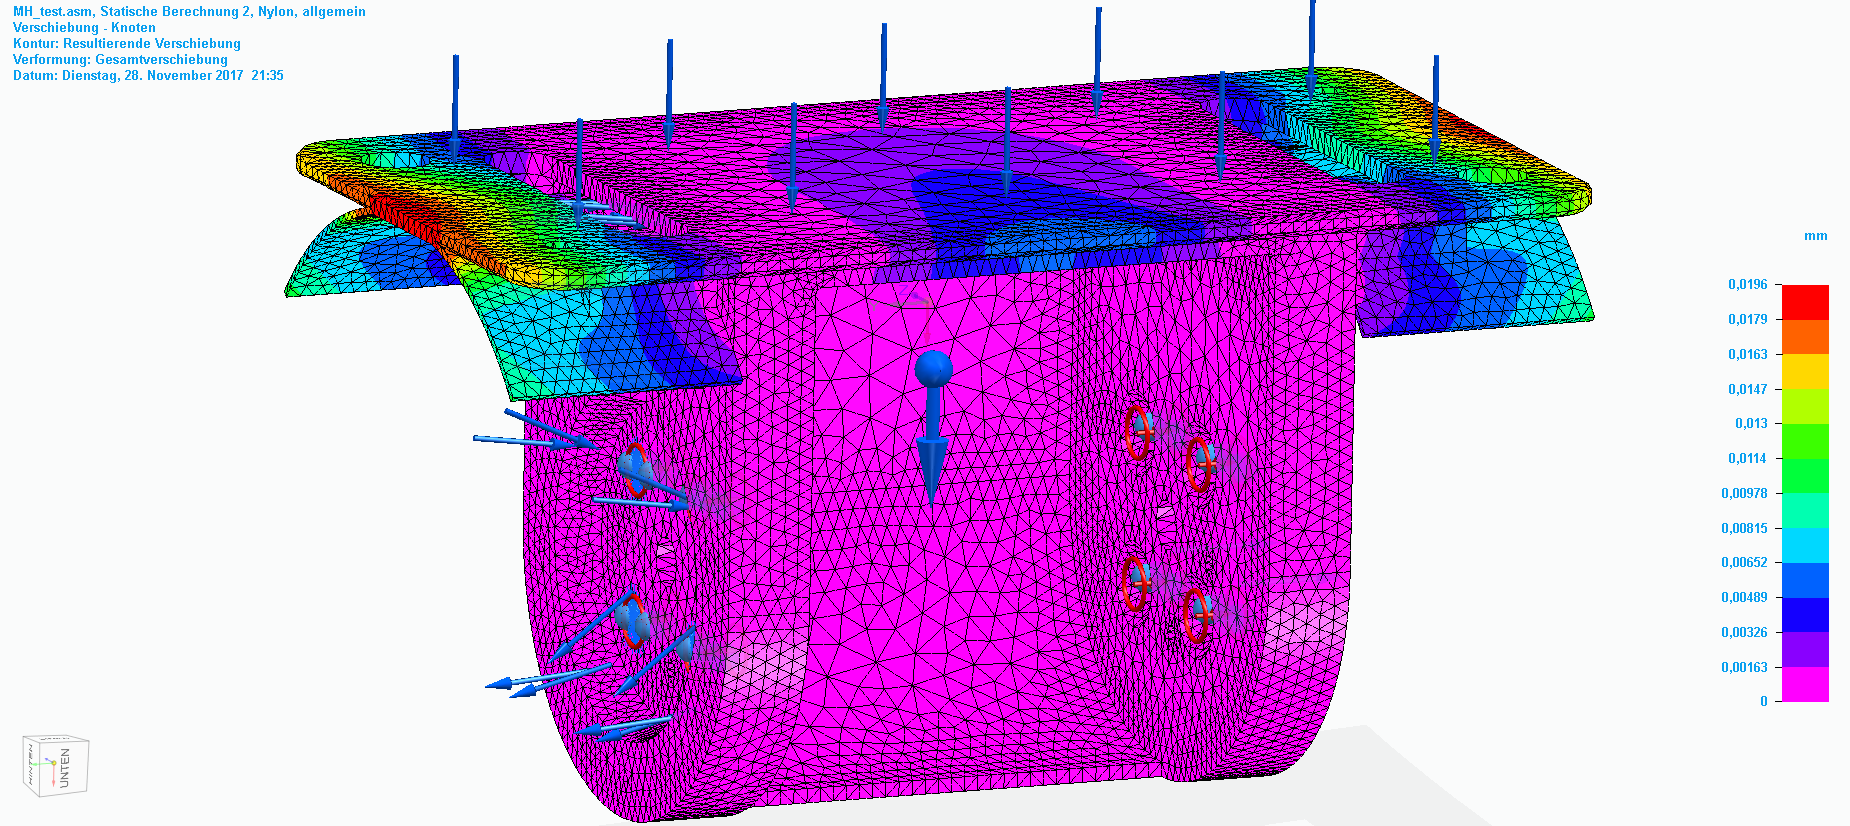 MH_test.asm, Statische Berechnung 2, Nylon, allgemein
Verschiebung - Knoten
Kontur: Resultierende Verschiebung
Verformung: Gesamtverschiebung
Datum: Dienstag, 28. November 2017 21:35
mm
0,0196
0,0179
0,0163
0,0147
0,013
0,0114
0,00978
0,00815
0,00652
0,00489
0,00326
0,00163
0
UNTEN
HINTEN